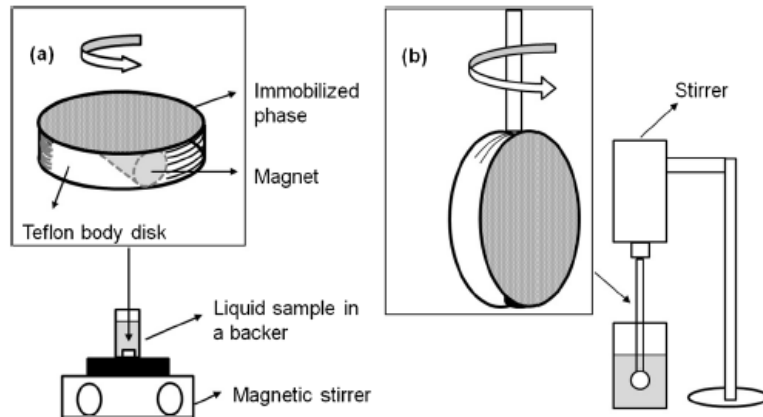 (a)
Immobilized
phase
Magnet
Teflon body disk
Liquid sample in
a backer
Magnetic stirrer
(b)
Stirrer